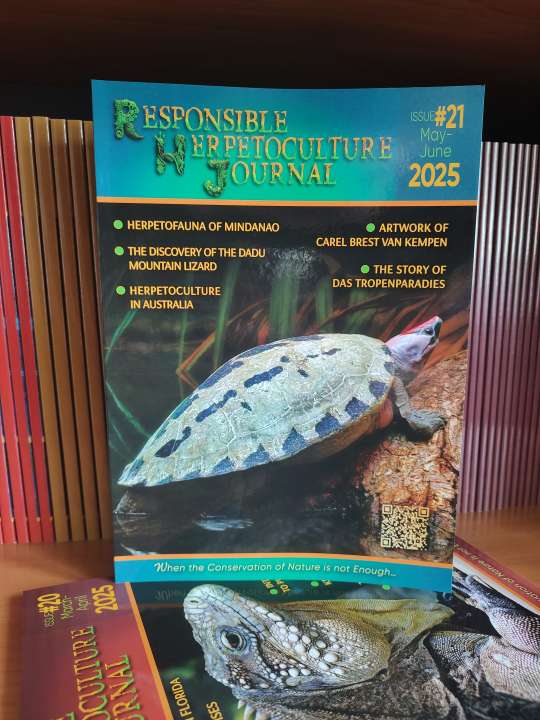 RESPONSIBLE
HERPETOCULTURE
JOURNAL
ISSUE #21
May-
June
2025
HERPETOFAUNA OF MINDANAO
THE DISCOVERY OF THE DADU
MOUNTAIN LIZARD
HERPETOCULTURE
IN AUSTRALIA
ARTWORK OF
CAREL BREST VAN KEMPEN
THE STORY OF
DAS TROPENPARADIES
When the Conservation of Nature is not Enough...
ISSUE #20
March-
April
2025
JOURNAL
FLORIDA